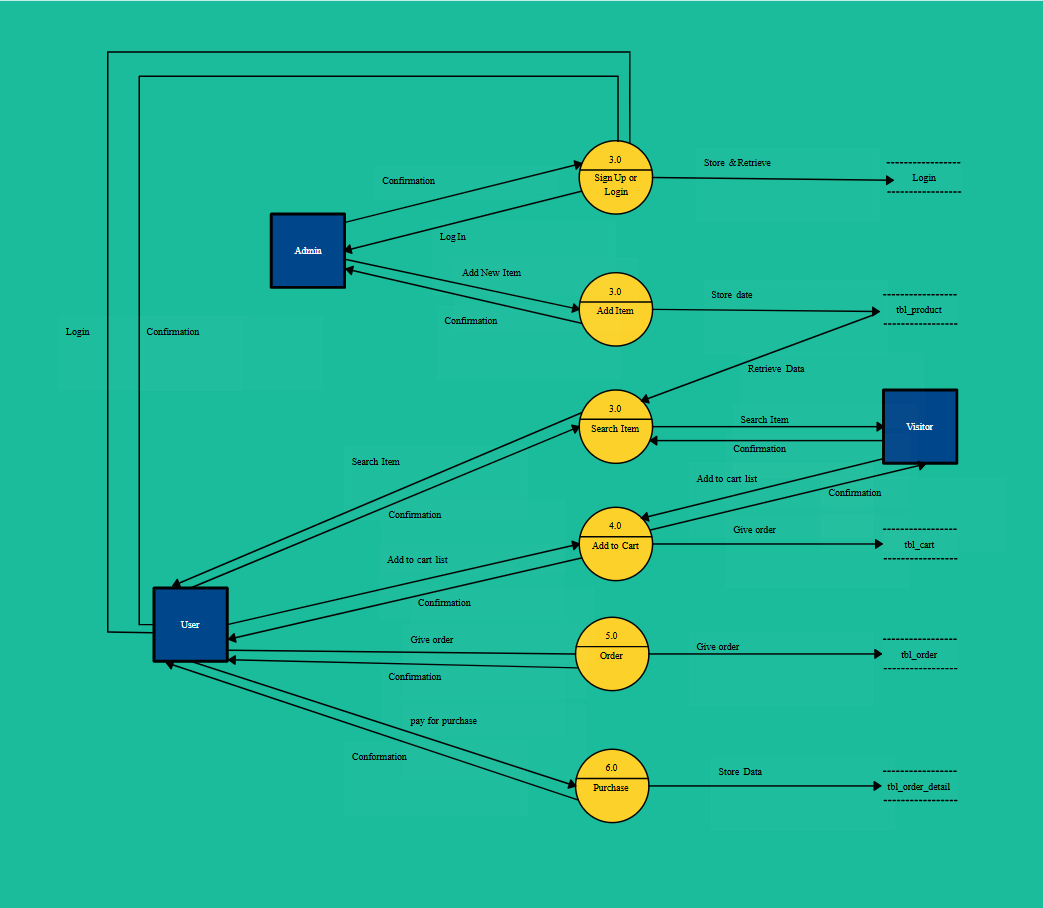 3.0
Sign Up or
Login
Store & Retrieve
Login
Confirmation
Log In
Admin
Add New Item
Confirmation
3.0
Add Item
Store date
tbl_product
Login
Confirmation
Retrieve Data
3.0
Search Item
Search Item
Confirmation
Visitor
Search Item
Confirmation
Add to cart list
Confirmation
4.0
Add to Cart
Give order
tbl_cart
Add to cart list
Confirmation
User
Give order
Confirmation
5.0
Order
Give order
tbl_order
pay for purchase
Conformation
6.0
Purchase
Store Data
tbl_order_detail